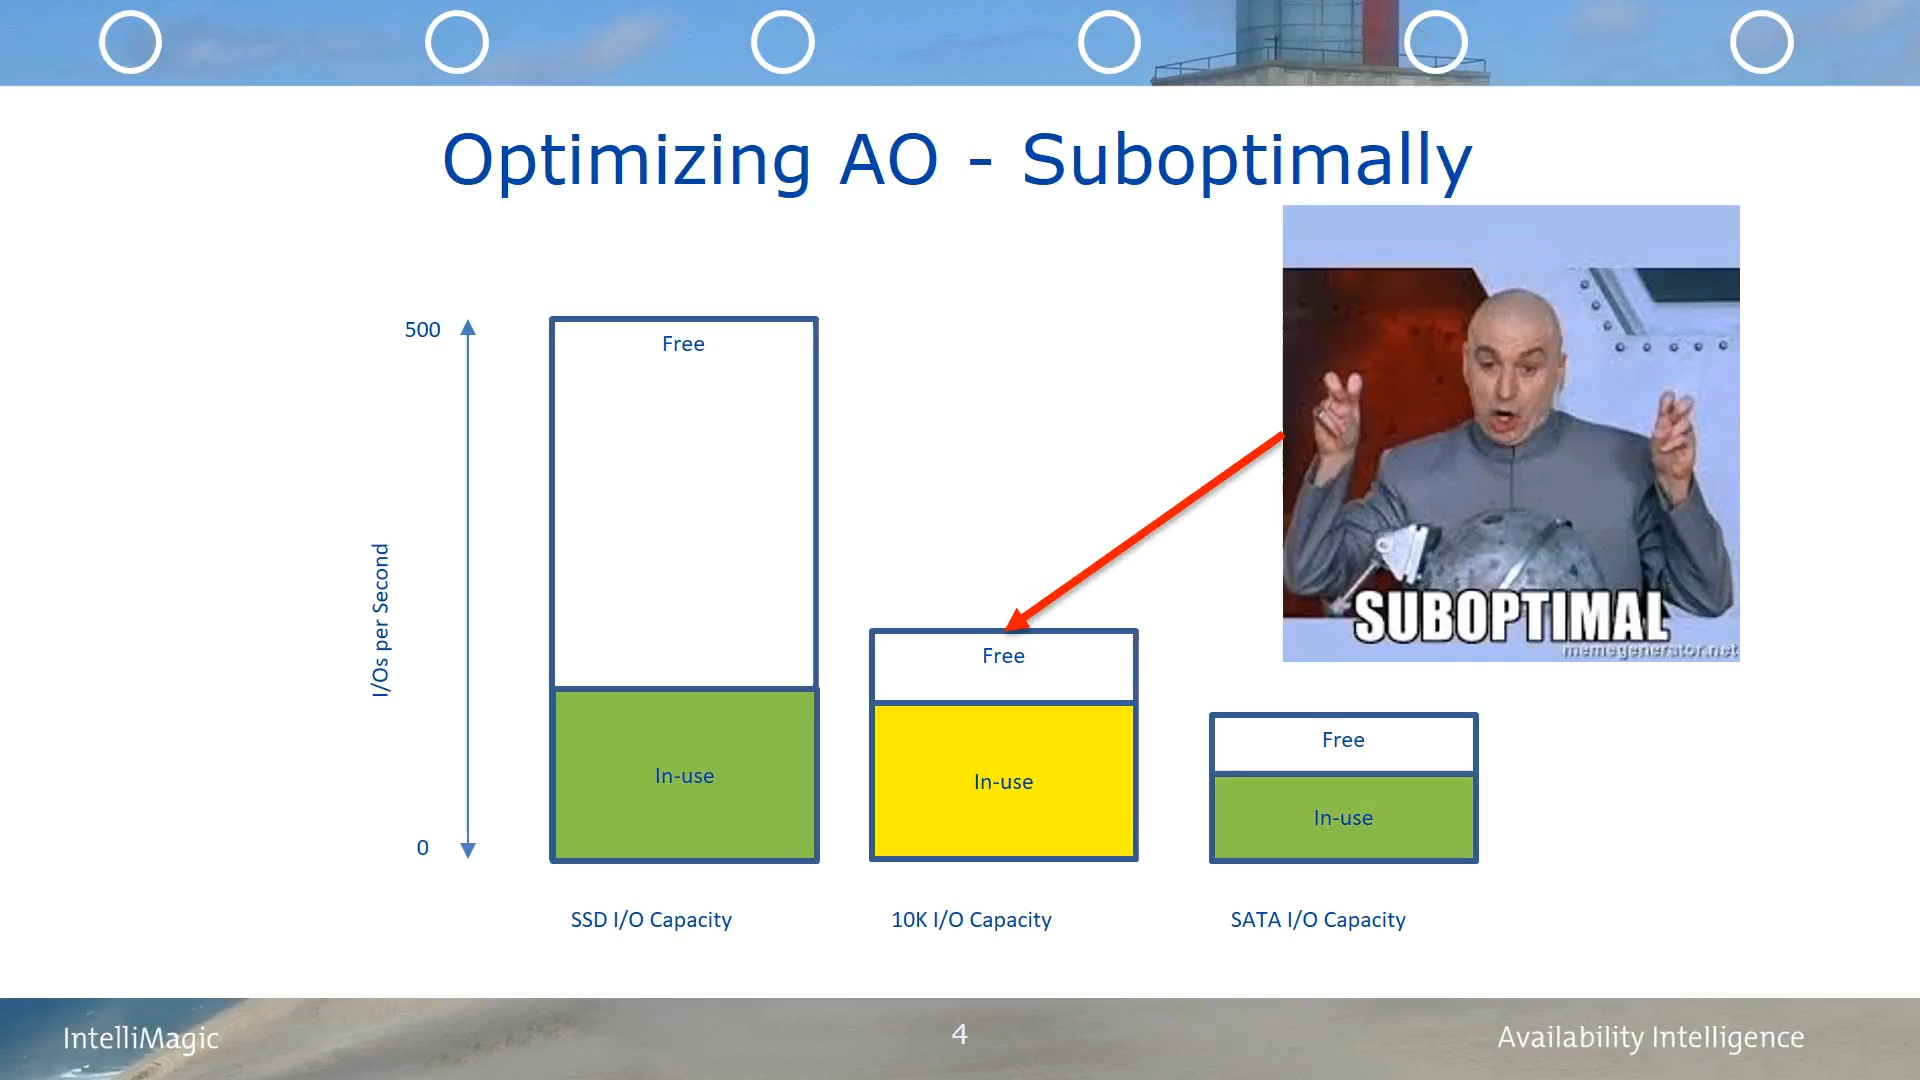 Optimizing AO - Suboptimally
500
Free
I/Os per Second
In-use
0
Free
In-use
Free
In-use
SUBOPTIMAL
memegenerator.net
SSD I/O Capacity
10K I/O Capacity
SATA I/O Capacity
IntelliMagic
4
Availability Intelligence